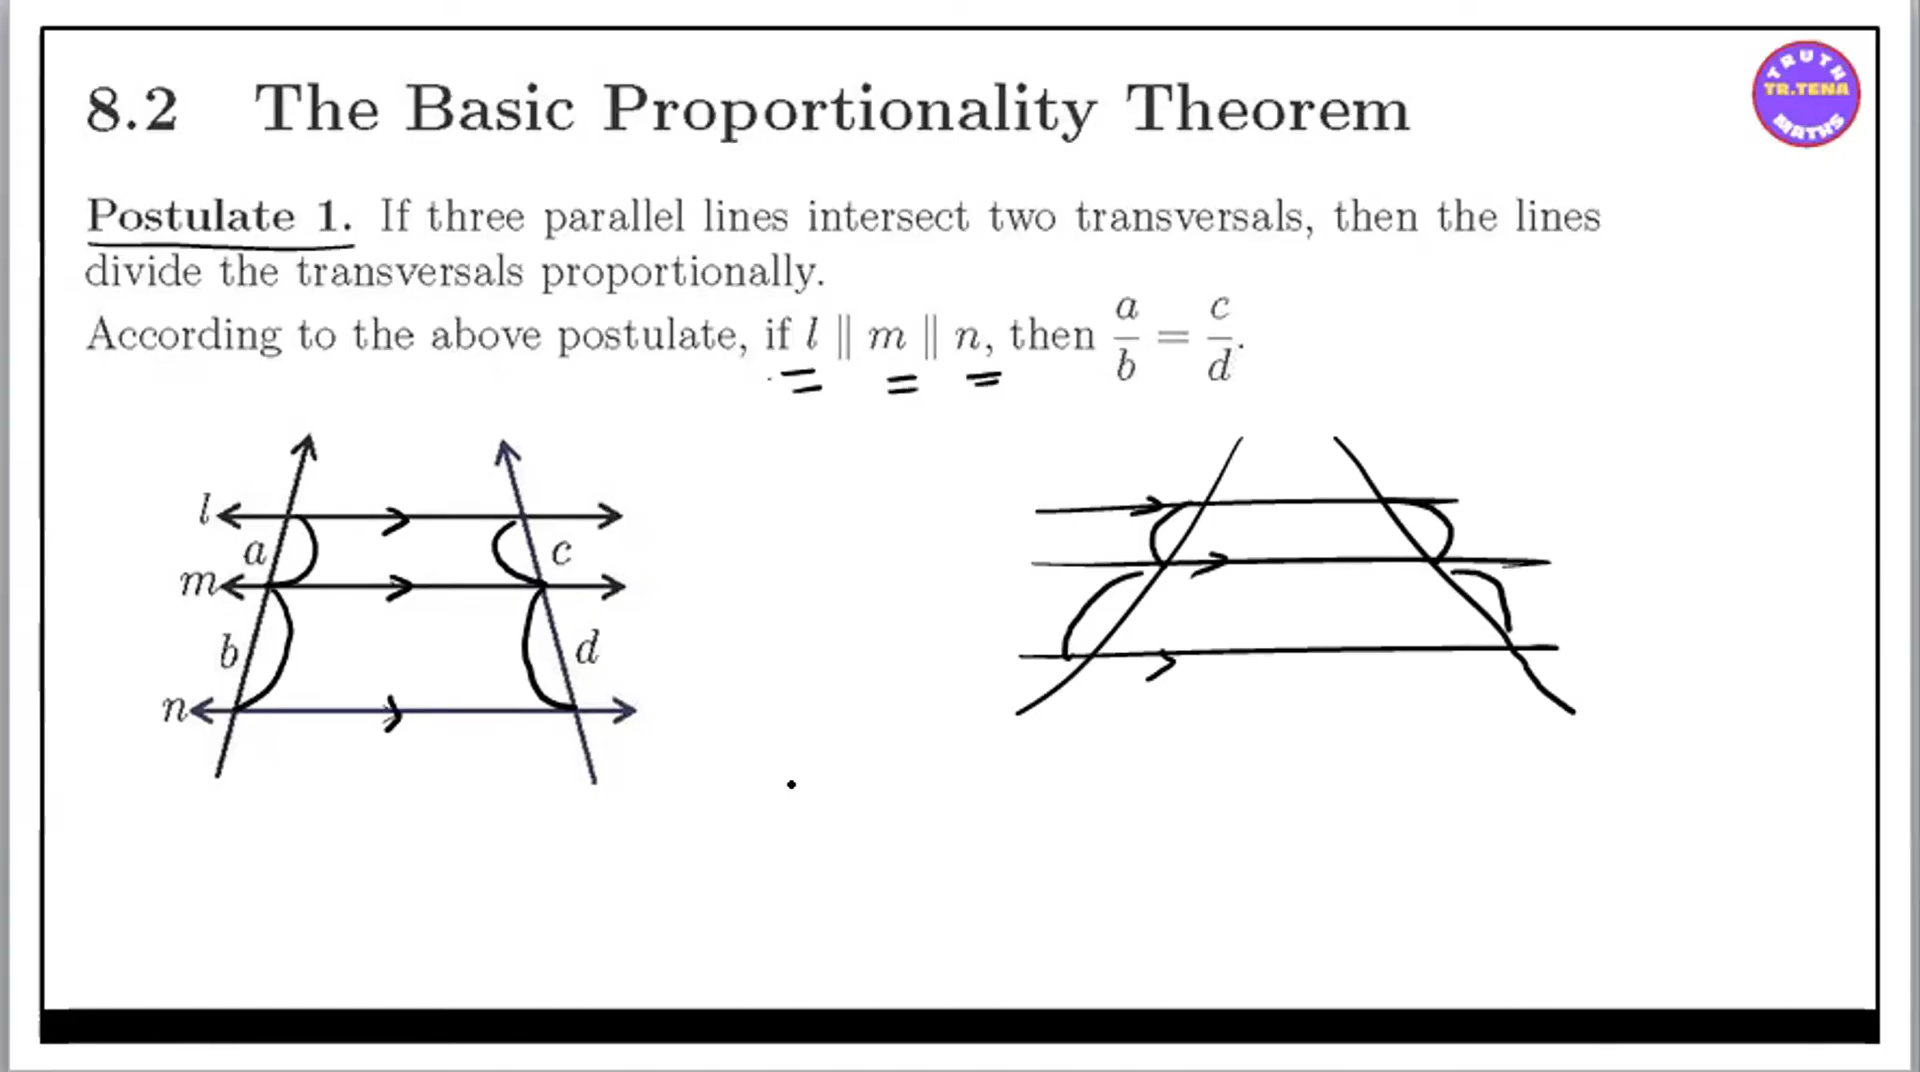 8.2 The Basic Proportionality Theorem
TRUTH
TR.TENA
MATHS
Postulate 1. If three parallel lines intersect two transversals, then the lines
divide the transversals proportionally.
According to the above postulate, if l ∥ m ∥ n, then a/b = c/d.
l
a c
m
b d
n